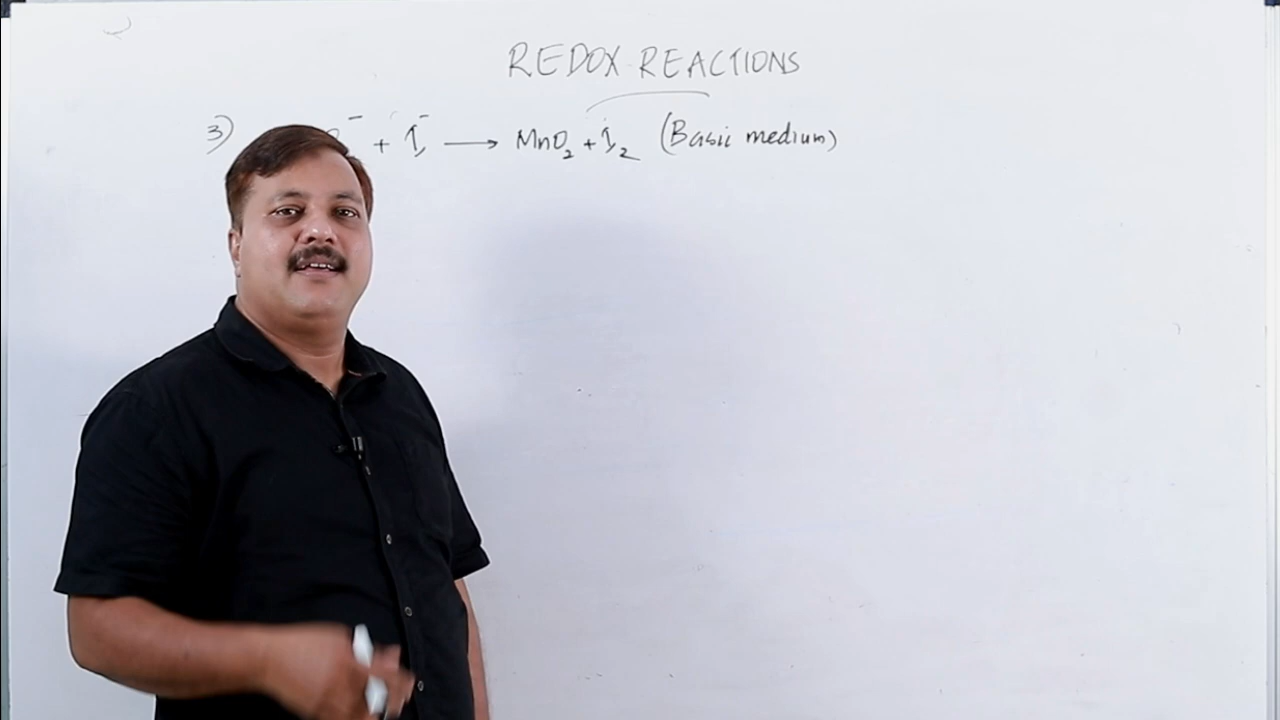 REDOX REACTIONS
3) ⁻ + I⁻ ⟶ MnO₂ + I₂ (Basic medium)